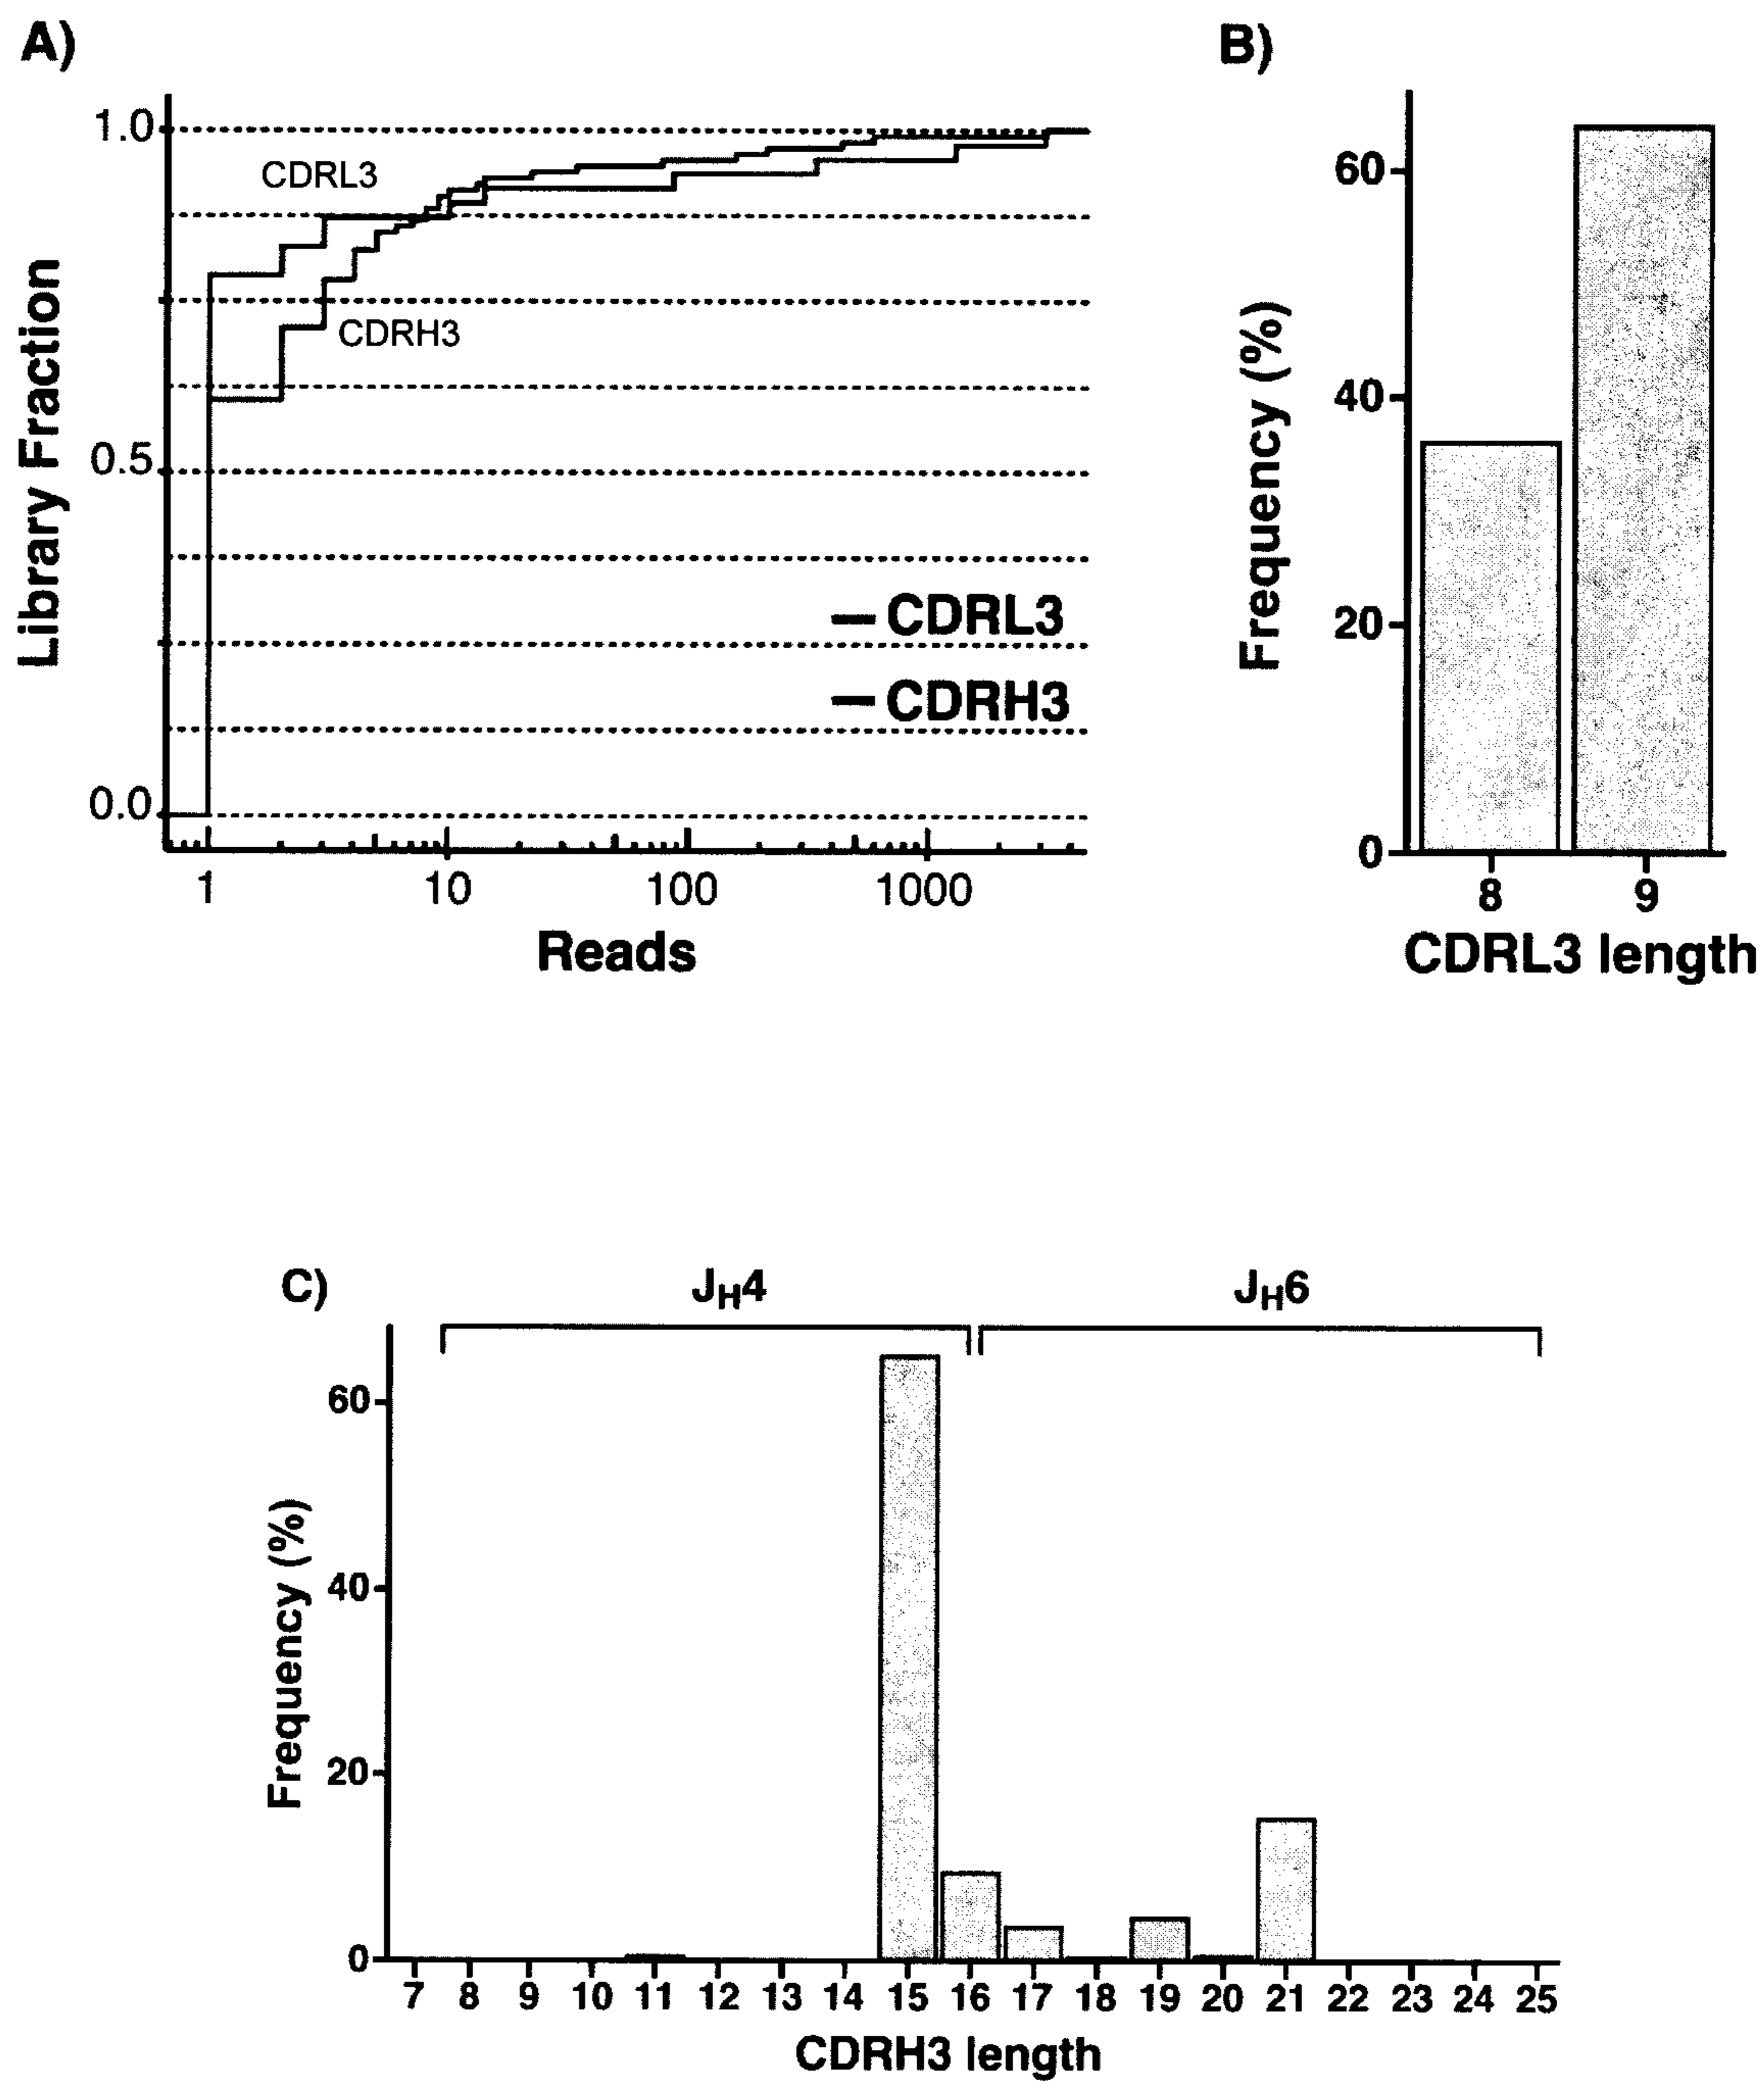 A)
1.0
CDRL3
CDRH3
0.5
0.0
Library Fraction
CDRL3
CDRH3
1
10
100
1000
Reads
B)
60
40
20
0
Frequency (%)
8
9
CDRL3 length
C)
JH4
JH6
60
40
20
0
Frequency (%)
7 8 9 10 11 12 13 14 15 16 17 18 19 20 21 22 23 24 25
CDRH3 length